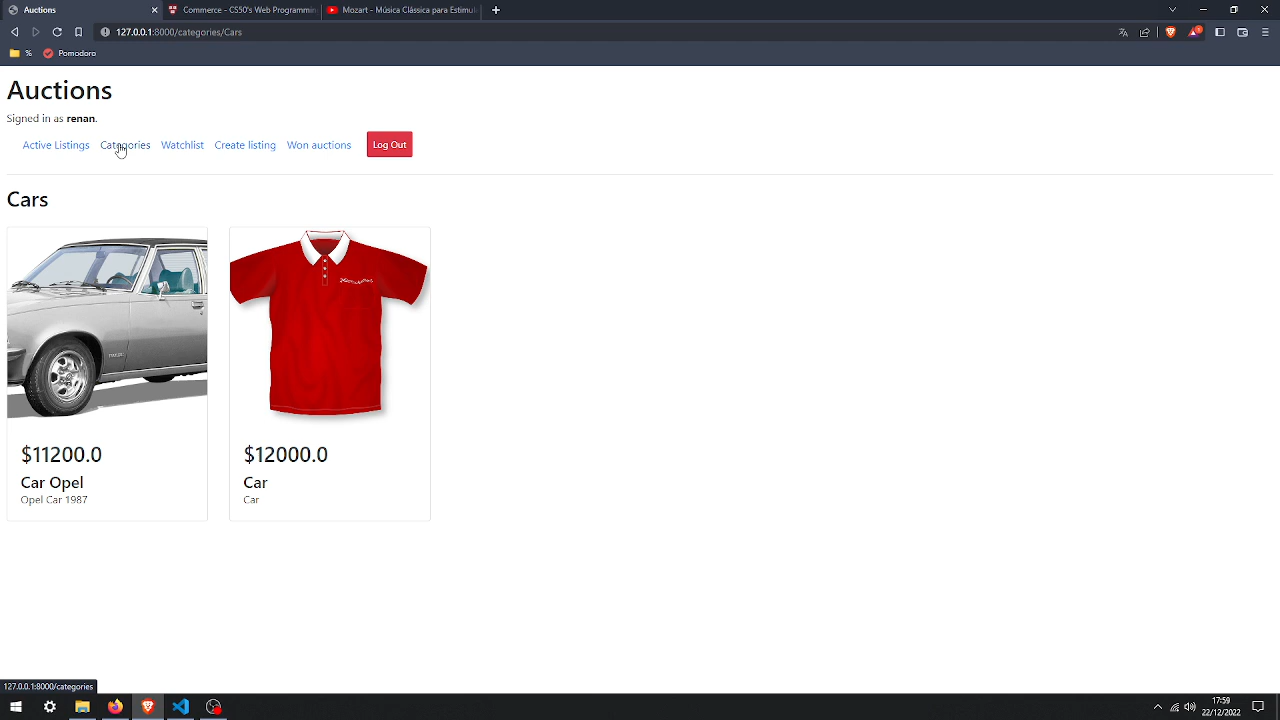 Auctions
Commerce - CS50's Web Programmin
Mozart - Música Clássica para Estimul
127.0.0.1:8000/categories/Cars
%
Pomodoro
Auctions
Signed in as renan.
Active Listings Categories Watchlist Create listing Won auctions Log Out
Cars
$11200.0
Car Opel
Opel Car 1987
$12000.0
Car
Car
127.0.0.1:8000/categories
17:59
22/12/2022